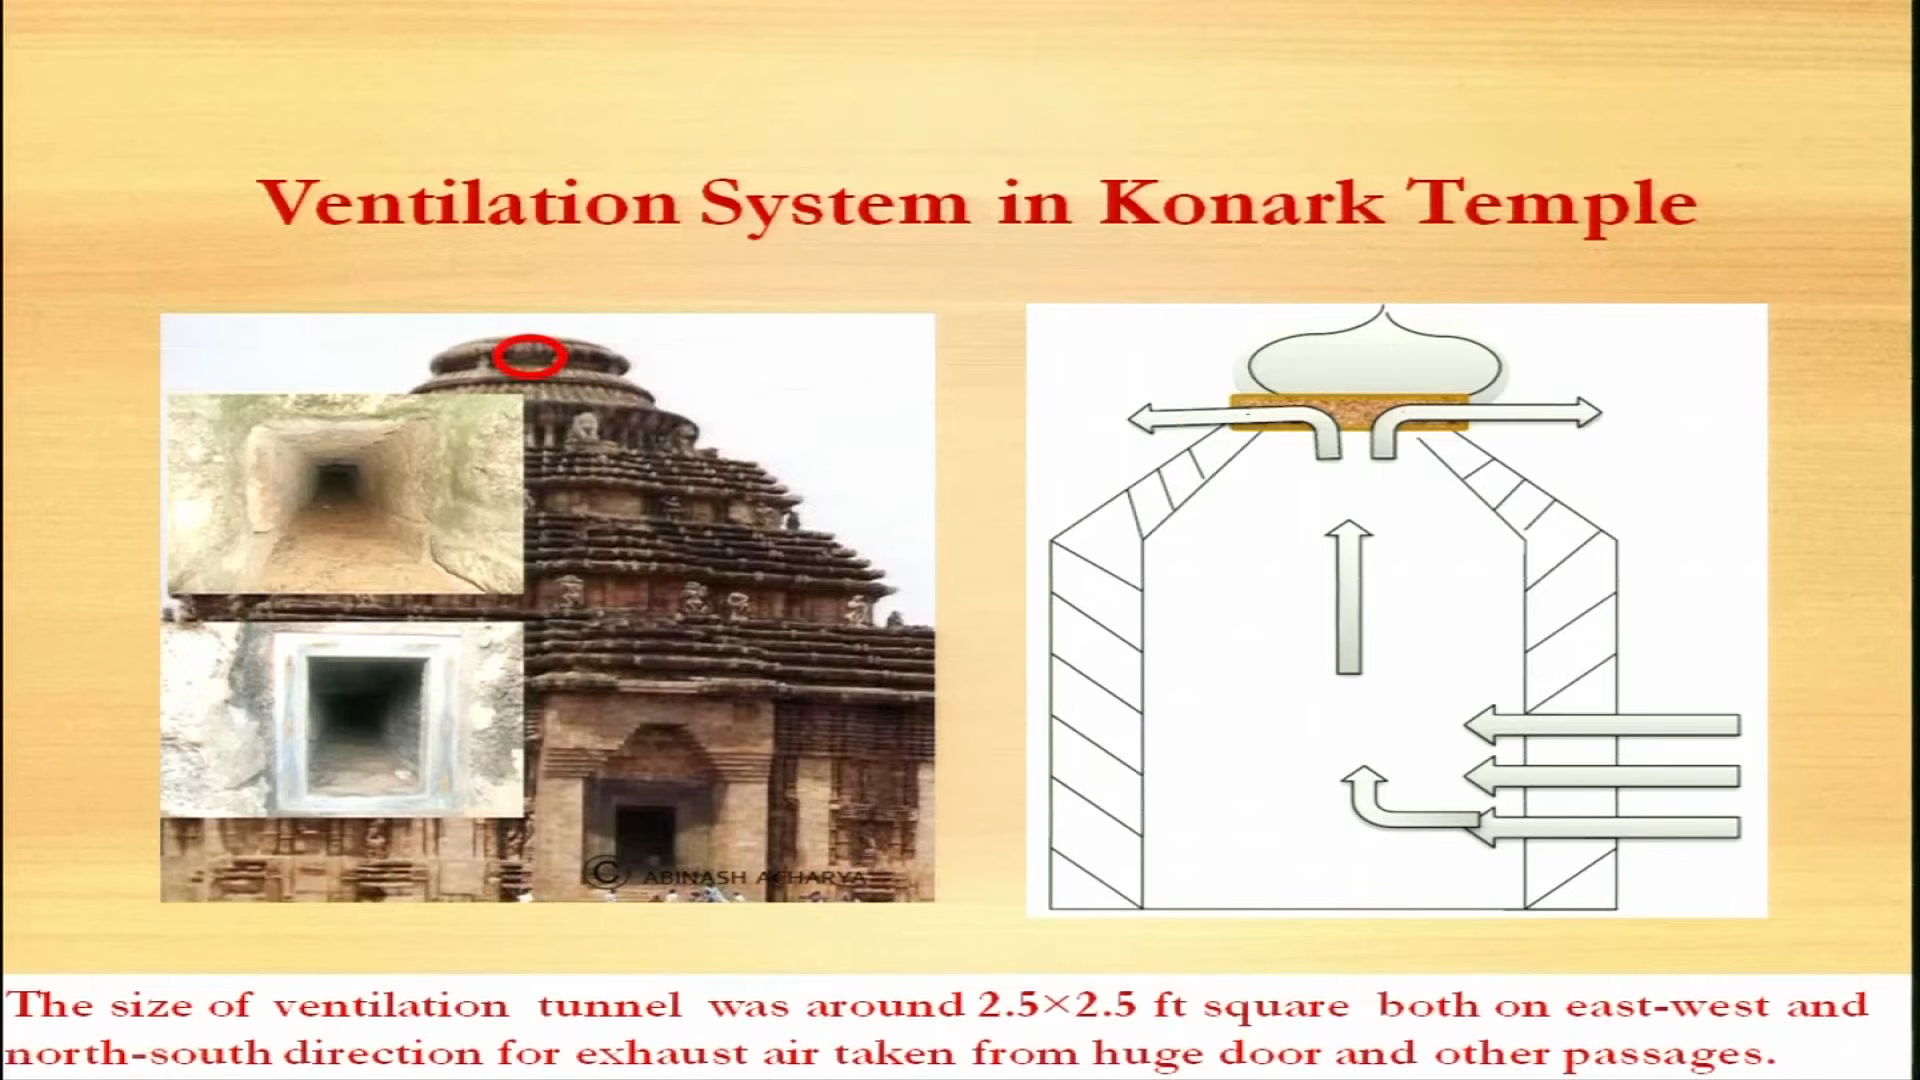 Ventilation System in Konark Temple
© ABINASH ACHARYA
The size of ventilation tunnel was around 2.5×2.5 ft square both on east-west and
north-south direction for exhaust air taken from huge door and other passages.